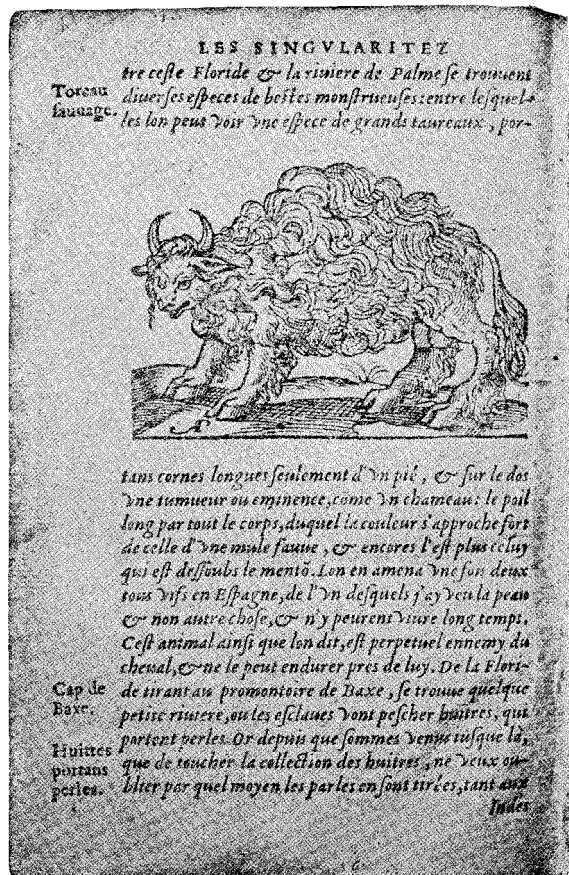 LES SINGVLARITEZ
tre ceste Floride & la riuiere de Palme se trouuent
Toreau
sauuage.
diuerses especes de bestes monstrueuses: entre lesquel-
les lon peut voir vne espece de grands taureaux, por-
tans cornes longues seulement d'vn pié, & sur le dos
vne tumueur ou eminence, come vn chameau: le poil
long par tout le corps, duquel la couleur s'approche fort
de celle d'vne mule fauue, & encores l'est plus celuy
qui est dessoubs le mentõ. Lon en amena vne fois deux
tous vifs en Espagne, de l'vn desquels j'ay veu la peau
& non autre chose, & n'y peurent viure long temps.
Cest animal ainsi que lon dit, est perpetuel ennemy du
cheual, & ne le peut endurer pres de luy. De la Flori-
Cap de
Baxe.
de tirant au promontoire de Baxe, se trouue quelque
petite riuiere, ou les esclaues vont pescher huitres, qui
portent perles. Or depuis que sommes venus iusque là,
Huitres
portans
perles.
que de toucher la collection des huitres, ne veux ou-
blier par quel moyen les parles en sont tirées, tant aux
Indes